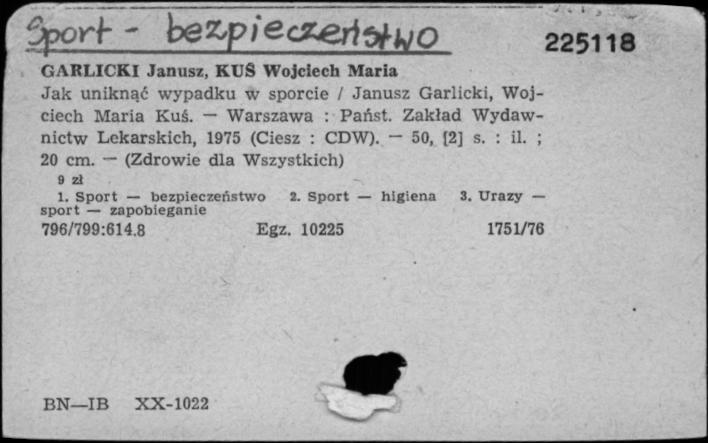 Sport - bezpieczeństwo 225118
GARLICKI Janusz, KUŚ Wojciech Maria
Jak uniknąć wypadku w sporcie / Janusz Garlicki, Woj-
ciech Maria Kuś. — Warszawa : Państ. Zakład Wydaw-
nictw Lekarskich, 1975 (Ciesz : CDW). — 50, [2] s. : il. ;
20 cm. — (Zdrowie dla Wszystkich)
9 zł
1. Sport — bezpieczeństwo 2. Sport — higiena 3. Urazy —
sport — zapobieganie
796/799:614.8 Egz. 10225 1751/76
BN—IB XX-1022